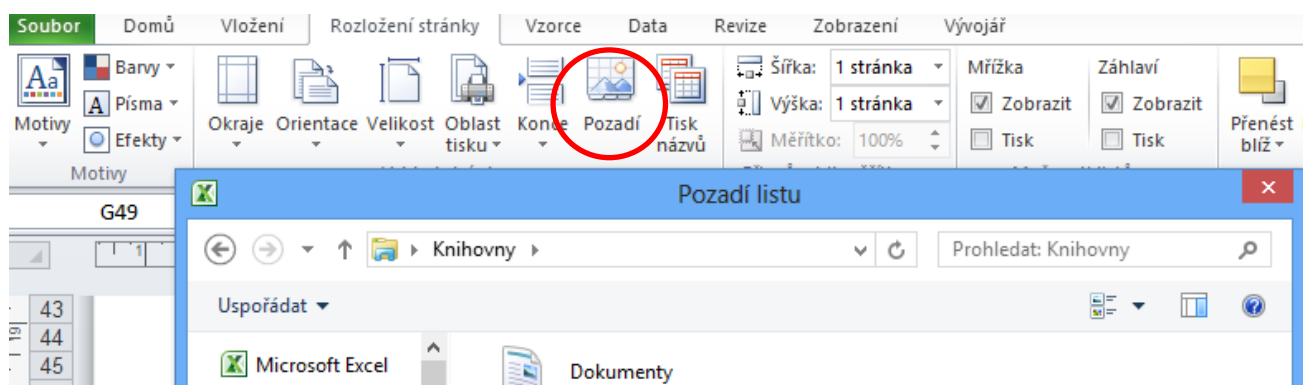 Soubor Domů Vložení Rozložení stránky Vzorce Data Revize Zobrazení Vývojář
Aa Barvy Šířka: 1 stránka Mřížka Záhlaví
A Písma Výška: 1 stránka Zobrazit Zobrazit
Motivy Efekty Okraje Orientace Velikost Oblast tisku Konce Pozadí Tisk názvů Měřítko: 100% Tisk Tisk Přenést blíž
Motivy
Pozadí listu
G49
Knihovny Prohledat: Knihovny
1
Uspořádat
43
44
45
Microsoft Excel Dokumenty